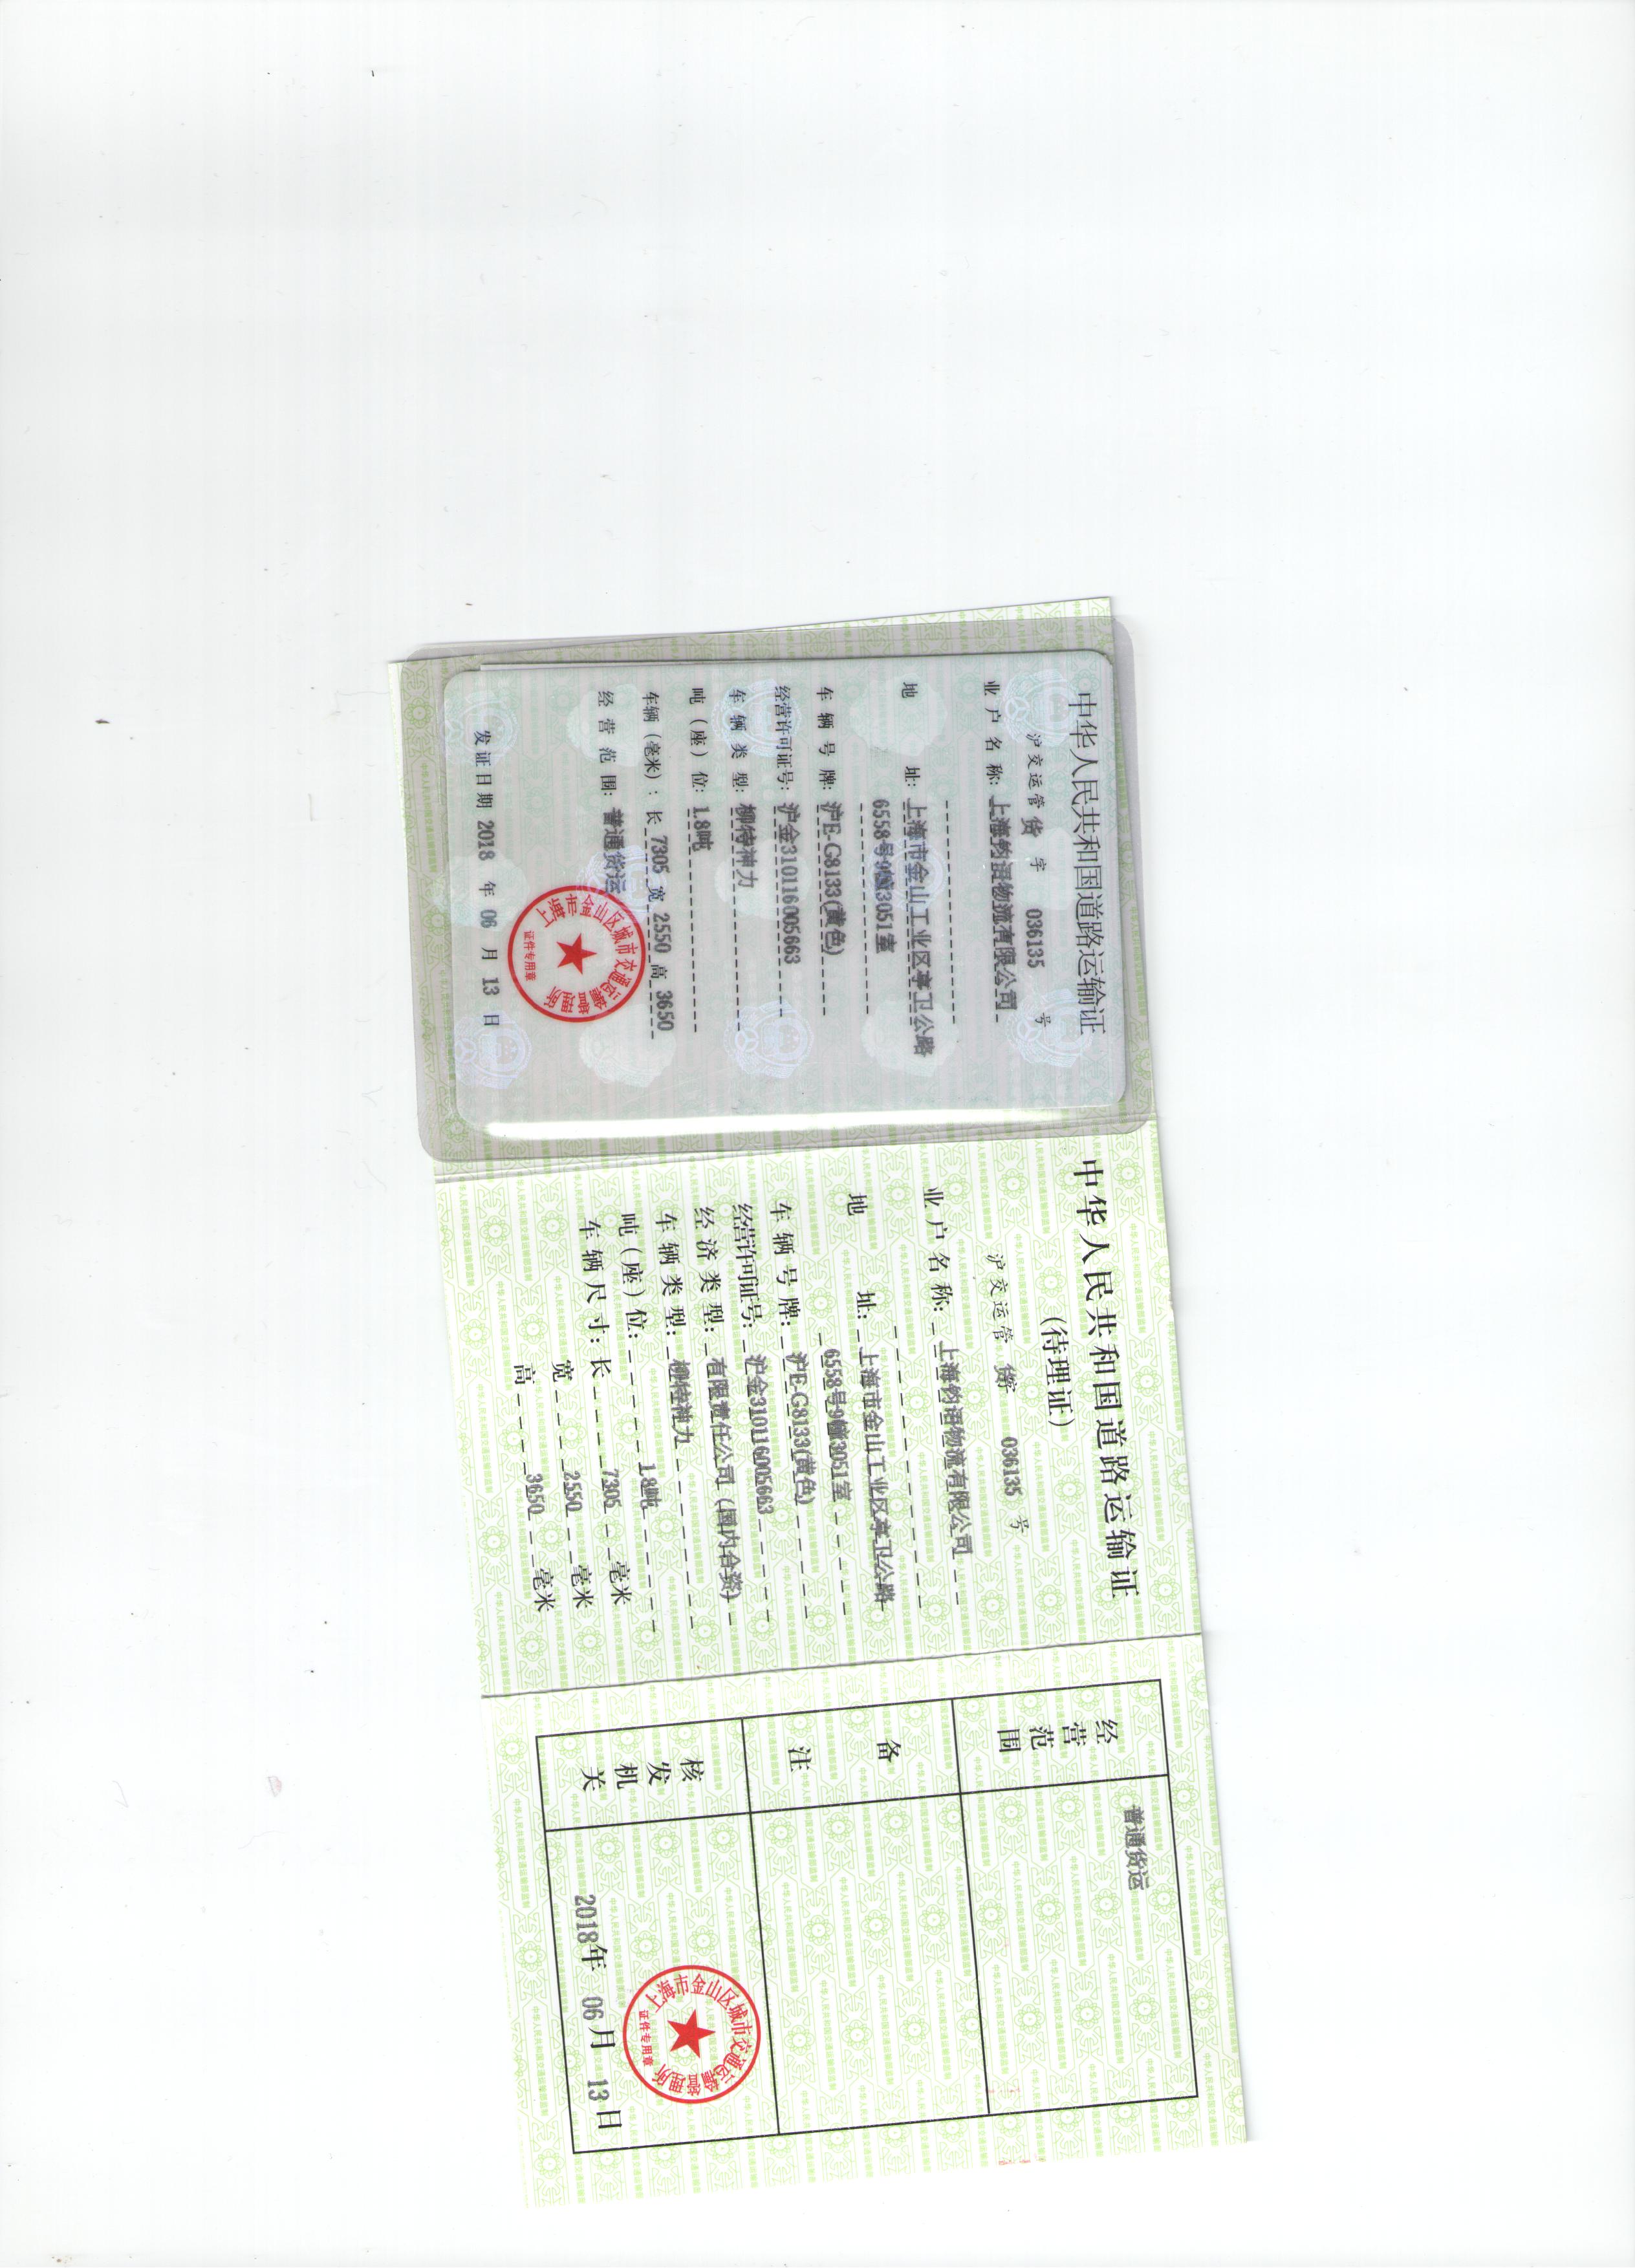 中华人民共和国道路运输证
沪交运管 货 字 036135 号
业户名称: 上海钧语物流有限公司
地 址: 上海市金山工业区亭卫公路
6558号9幢3051室
车辆号牌: 沪E-G8133(黄色)
经营许可证号: 沪金310116005663
车辆类型: 柳特神力
吨(座)位: 1.8吨
车辆(毫米): 长 7305 宽 2550 高 3650
经营范围: 普通货运
发证日期 2018 年 06 月 13 日
上海市金山区城市交通运输管理所
证件专用章
中华人民共和国道路运输证
(待理证)
沪交运管 货字 036135 号
业户名称: 上海钧语物流有限公司
地 址: 上海市金山工业区亭卫公路
6558号9幢3051室
车辆号牌: 沪E-G8133(黄色)
经营许可证号: 沪金310116005663
经济类型: 有限责任公司(国内合资)
车辆类型: 柳特神力
吨(座)位: 1.8吨
车辆尺寸: 长 7305 毫米
宽 2550 毫米
高 3650 毫米
经营范围 普通货运
备注
核发机关
上海市金山区城市交通运输管理所
证件专用章
2018年 06月 13日